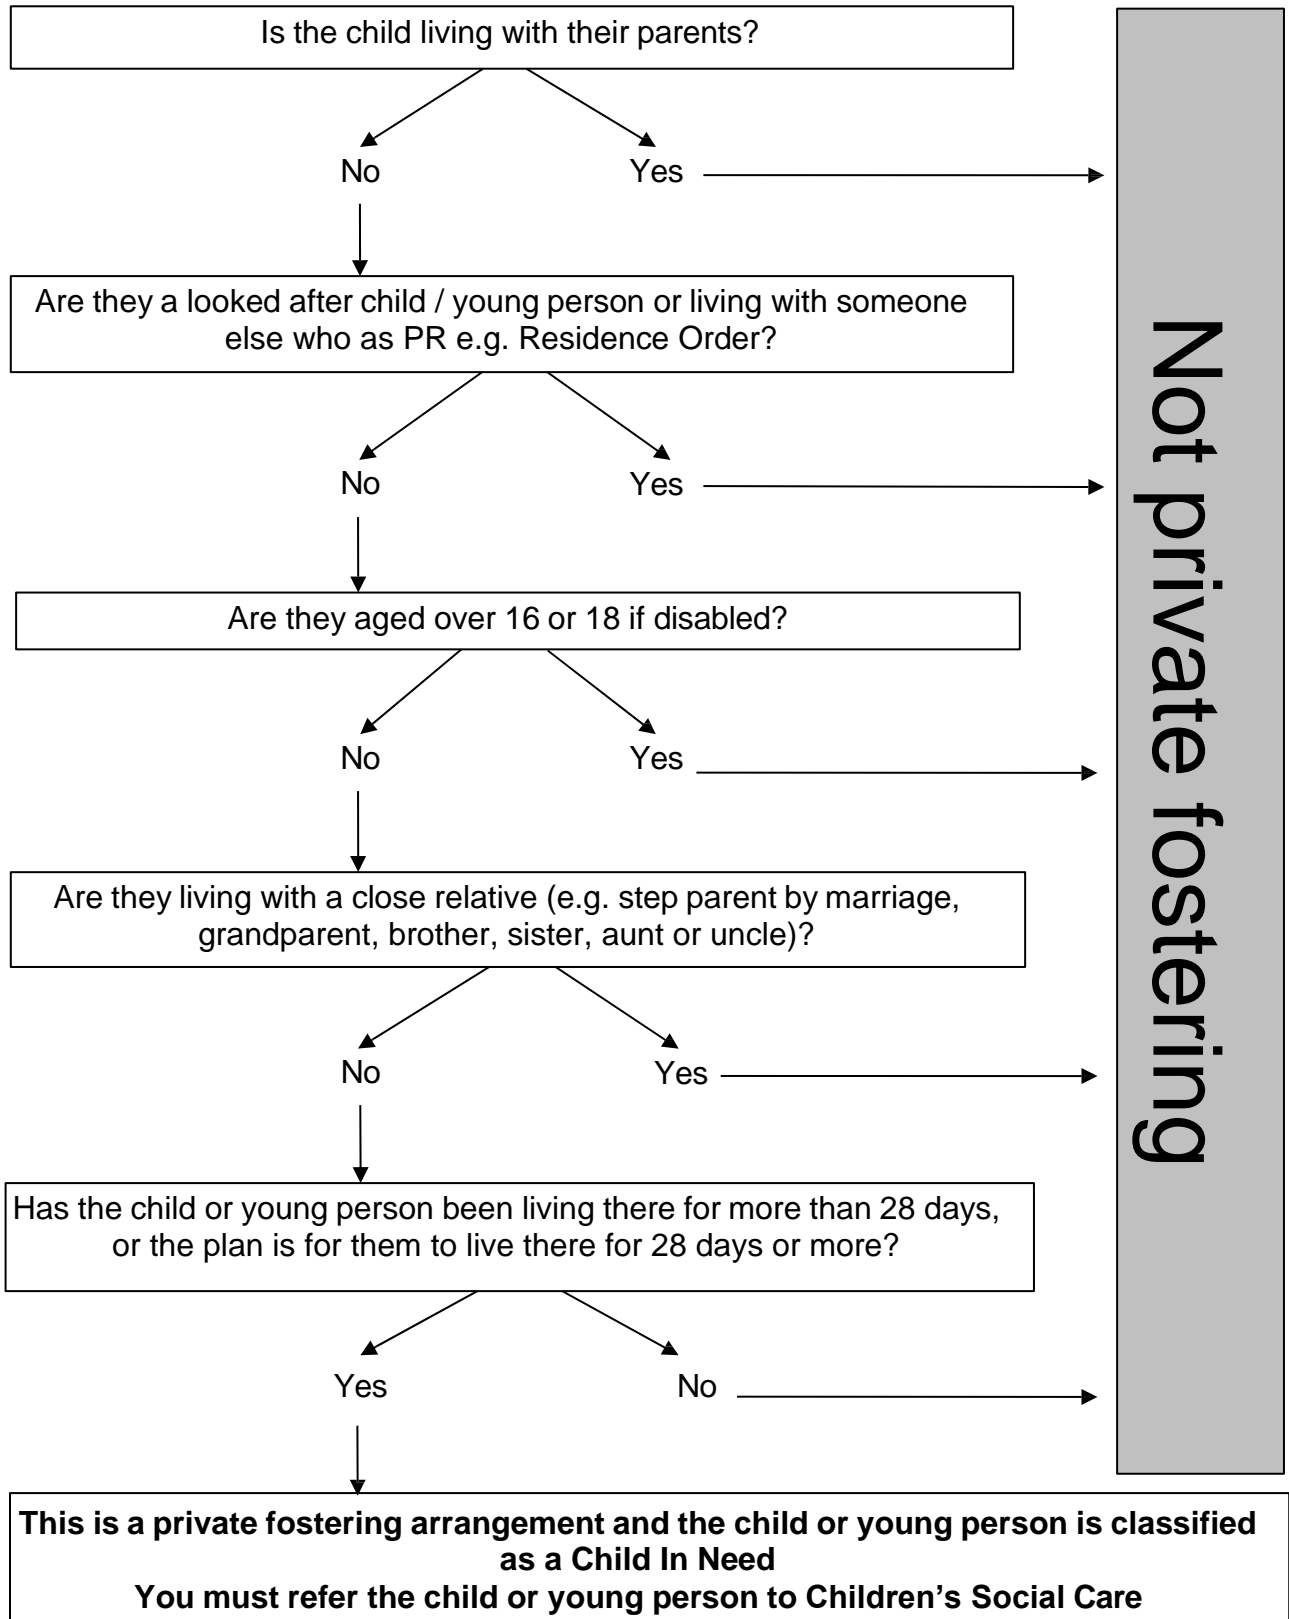 Is the child living with their parents?
No
Yes
Are they a looked after child / young person or living with someone
else who as PR e.g. Residence Order?
No
Yes
Are they aged over 16 or 18 if disabled?
No
Yes
Are they living with a close relative (e.g. step parent by marriage,
grandparent, brother, sister, aunt or uncle)?
No
Yes
Has the child or young person been living there for more than 28 days,
or the plan is for them to live there for 28 days or more?
Yes
No
This is a private fostering arrangement and the child or young person is classified
as a Child In Need
You must refer the child or young person to Children’s Social Care
Not private fostering